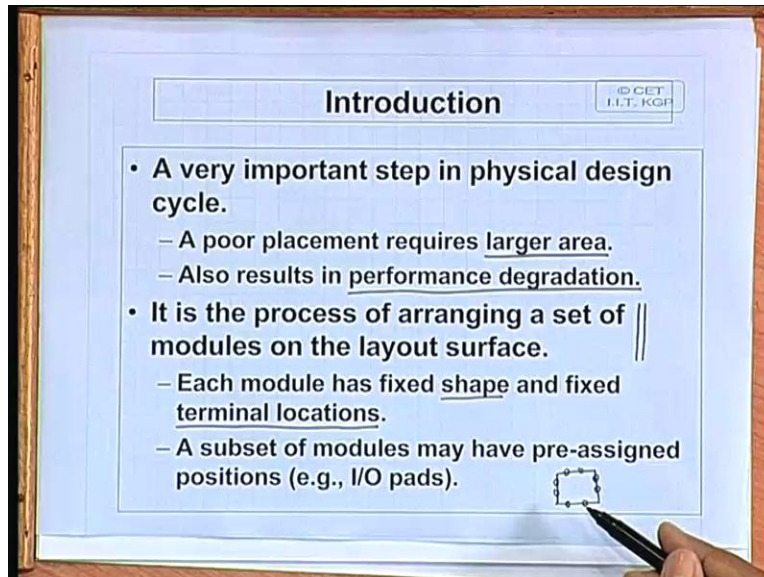 Introduction
© CET
I.I.T. KGP
• A very important step in physical design
cycle.
– A poor placement requires larger area.
– Also results in performance degradation.
• It is the process of arranging a set of
modules on the layout surface.
– Each module has fixed shape and fixed
terminal locations.
– A subset of modules may have pre-assigned
positions (e.g., I/O pads).